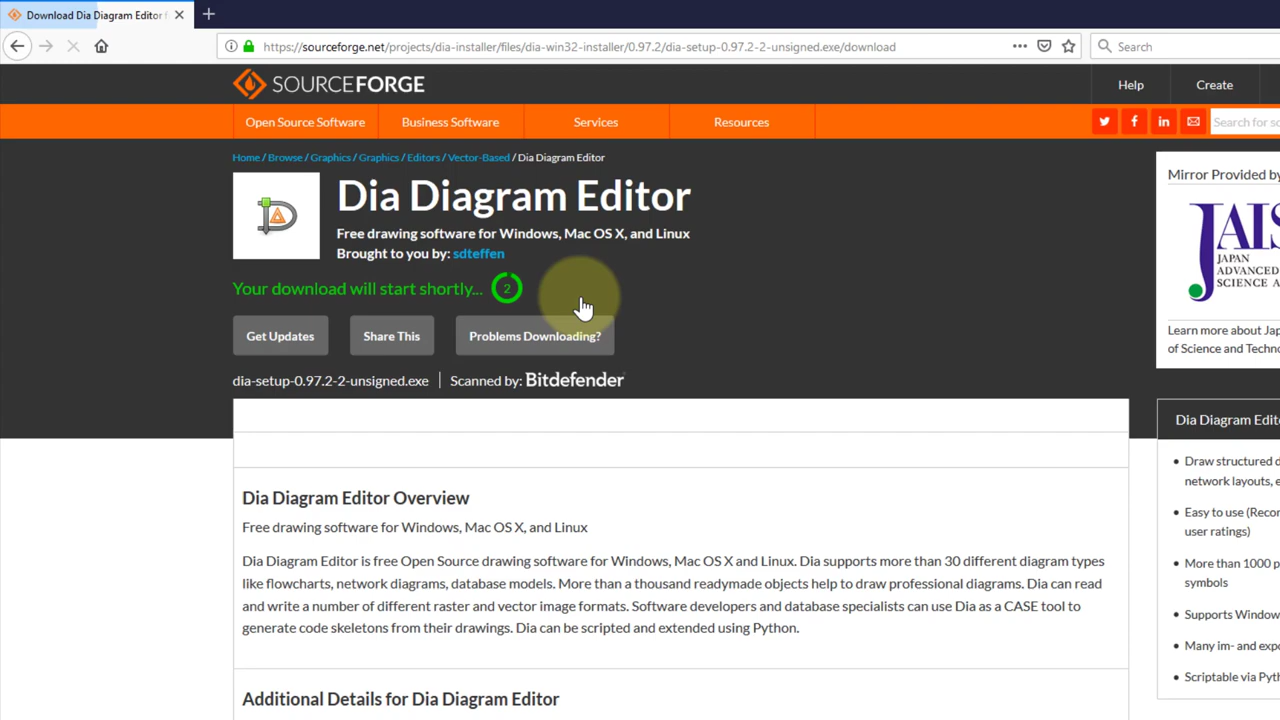 Download Dia Diagram Editor f
https://sourceforge.net/projects/dia-installer/files/dia-win32-installer/0.97.2/dia-setup-0.97.2-2-unsigned.exe/download
Search
SOURCEFORGE
Help
Create
Open Source Software
Business Software
Services
Resources
Search for so
Home / Browse / Graphics / Graphics / Editors / Vector-Based / Dia Diagram Editor
Dia Diagram Editor
Free drawing software for Windows, Mac OS X, and Linux
Brought to you by: sdteffen
Your download will start shortly... 2
Get Updates
Share This
Problems Downloading?
dia-setup-0.97.2-2-unsigned.exe | Scanned by: Bitdefender
Mirror Provided by
JAIS
JAPAN
ADVANCED
SCIENCE A
Learn more about Jap
of Science and Techno
Dia Diagram Edito
Draw structured d
network layouts, e
Easy to use (Recor
user ratings)
More than 1000 p
symbols
Supports Window
Many im- and expo
Scriptable via Pyth
Dia Diagram Editor Overview
Free drawing software for Windows, Mac OS X, and Linux
Dia Diagram Editor is free Open Source drawing software for Windows, Mac OS X and Linux. Dia supports more than 30 different diagram types
like flowcharts, network diagrams, database models. More than a thousand readymade objects help to draw professional diagrams. Dia can read
and write a number of different raster and vector image formats. Software developers and database specialists can use Dia as a CASE tool to
generate code skeletons from their drawings. Dia can be scripted and extended using Python.
Additional Details for Dia Diagram Editor